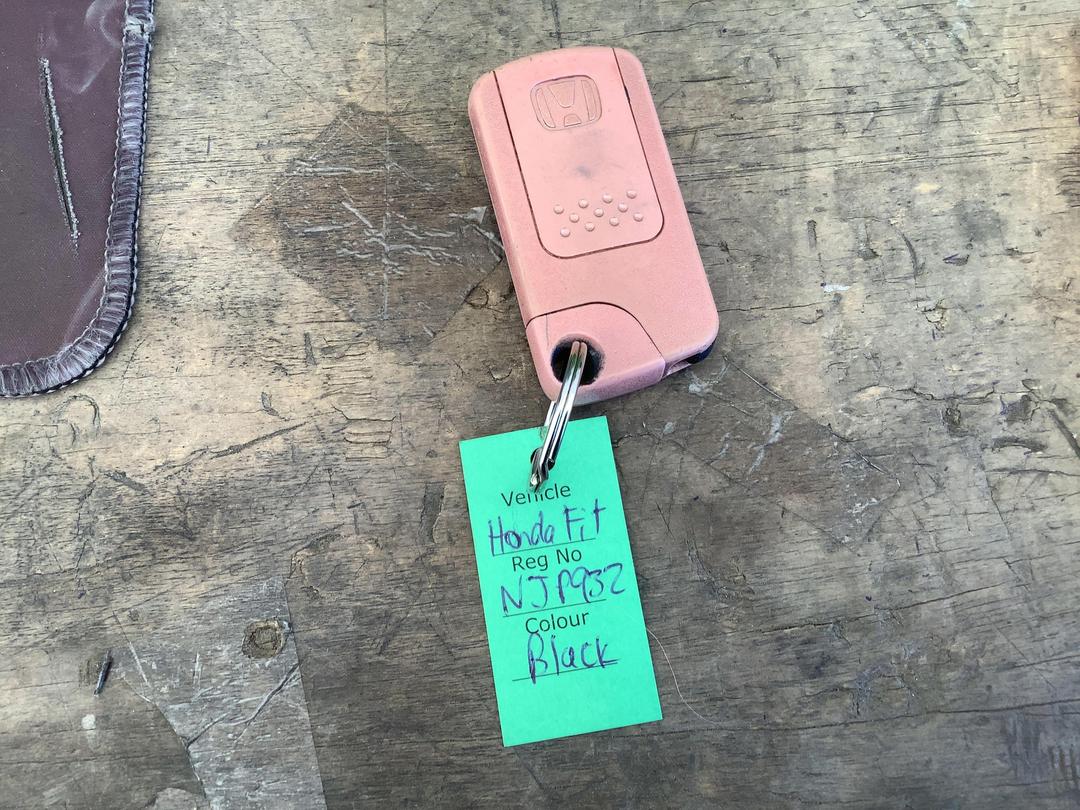 Vehicle
Honda Fit
Reg No
NJP932
Colour
Black